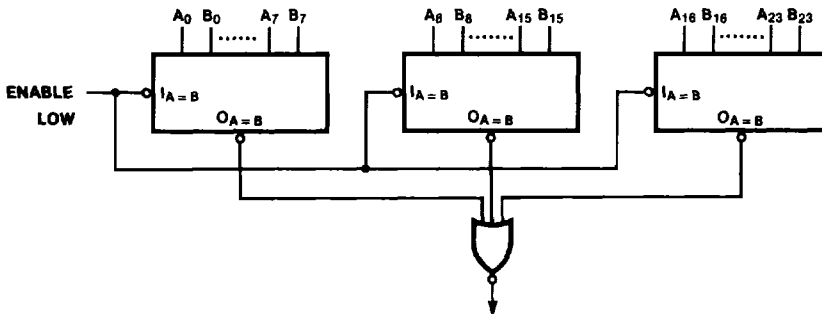 A0 B0 ...... A7 B7
A8 B8 ....... A15 B15
A16 B16 ....... A23 B23
ENABLE
LOW
IA = B
OA = B
IA = B
OA = B
IA = B
OA = B